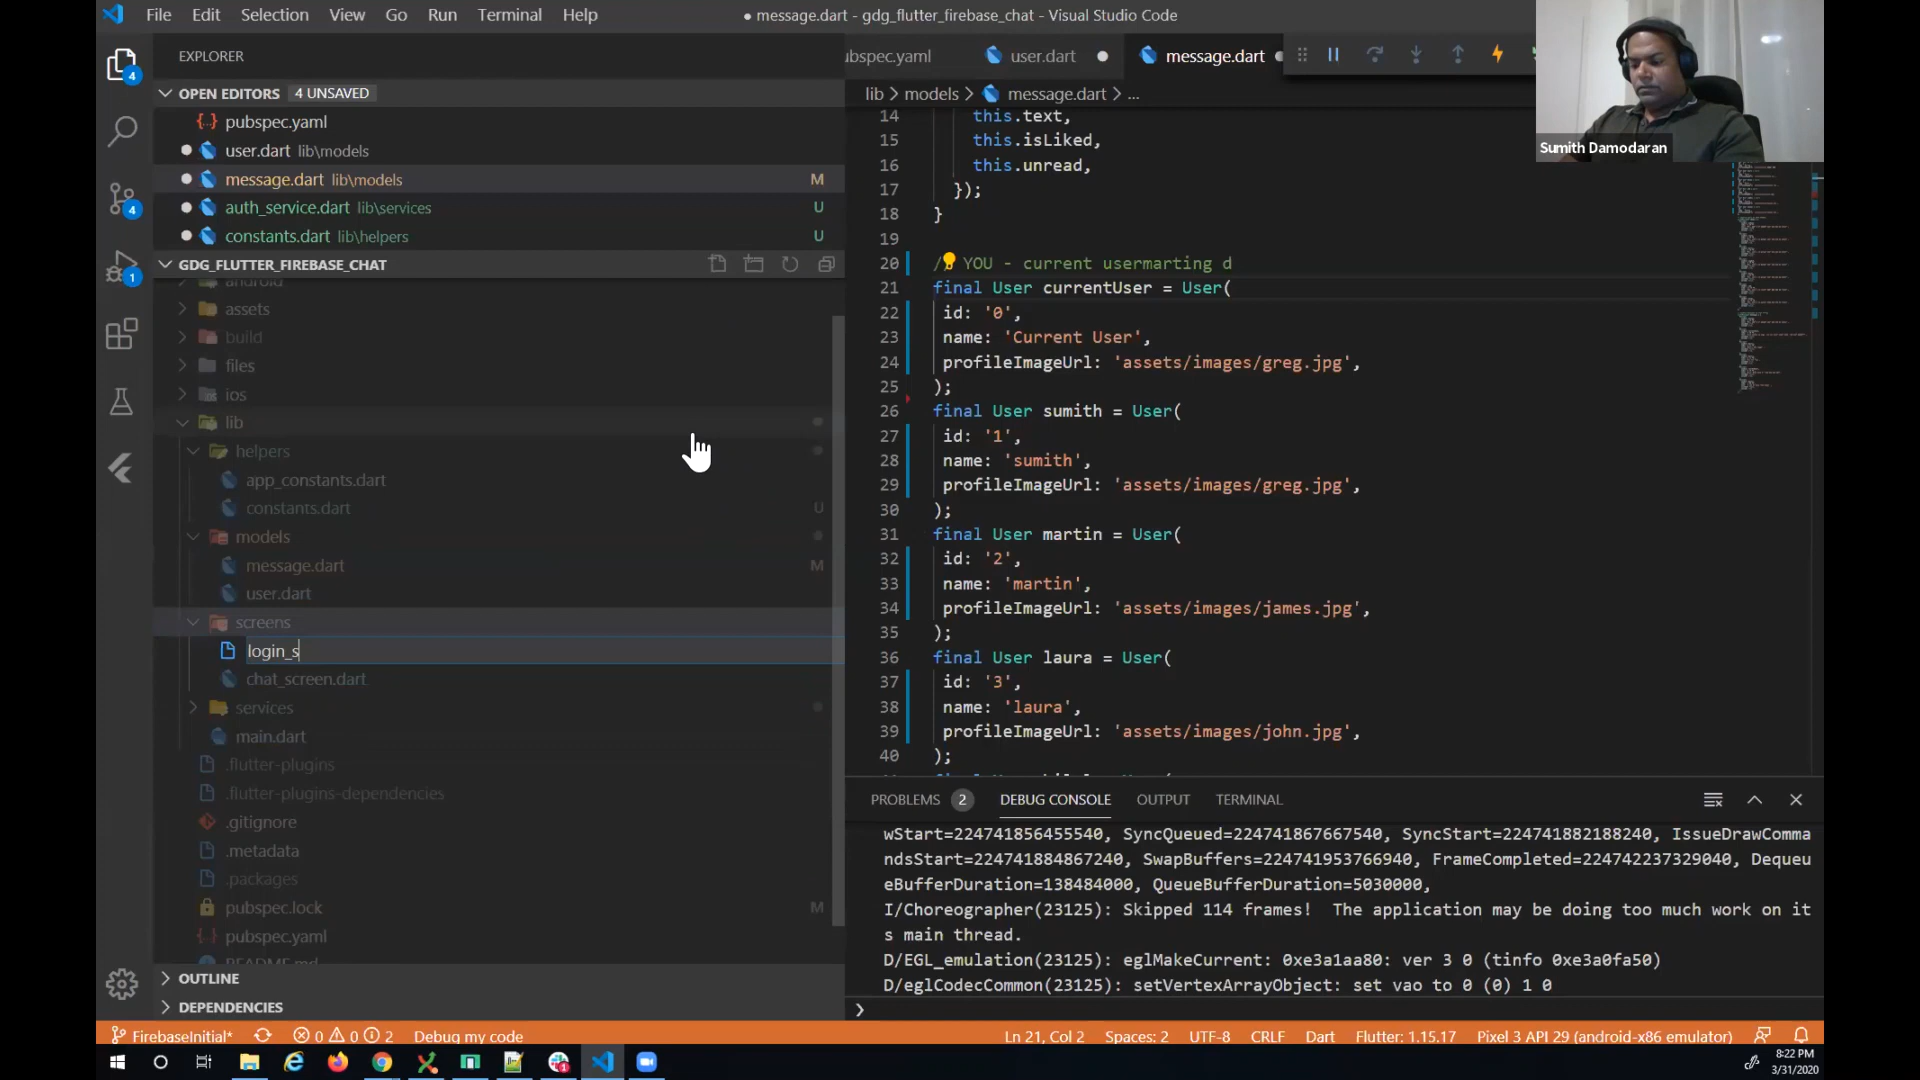 File Edit Selection View Go Run Terminal Help
● message.dart - gdg_flutter_firebase_chat - Visual Studio Code
EXPLORER
OPEN EDITORS 4 UNSAVED
pubspec.yaml
user.dart lib\models
message.dart lib\models M
auth_service.dart lib\services U
constants.dart lib\helpers U
GDG_FLUTTER_FIREBASE_CHAT
android
assets
build
files
ios
lib
helpers
app_constants.dart
constants.dart U
models
message.dart M
user.dart
screens
login_s
chat_screen.dart
services
main.dart
.flutter-plugins
.flutter-plugins-dependencies
.gitignore
.metadata
.packages
pubspec.lock M
pubspec.yaml
README.md
OUTLINE
DEPENDENCIES
4
4
1
ubspec.yaml user.dart message.dart
lib > models > message.dart > ...
14 this.text,
15 this.isLiked,
16 this.unread,
17 });
18 }
19
20 / YOU - current usermarting d
21 final User currentUser = User(
22 id: '0',
23 name: 'Current User',
24 profileImageUrl: 'assets/images/greg.jpg',
25 );
26 final User sumith = User(
27 id: '1',
28 name: 'sumith',
29 profileImageUrl: 'assets/images/greg.jpg',
30 );
31 final User martin = User(
32 id: '2',
33 name: 'martin',
34 profileImageUrl: 'assets/images/james.jpg',
35 );
36 final User laura = User(
37 id: '3',
38 name: 'laura',
39 profileImageUrl: 'assets/images/john.jpg',
40 );
Sumith Damodaran
PROBLEMS 2 DEBUG CONSOLE OUTPUT TERMINAL
wStart=224741856455540, SyncQueued=224741867667540, SyncStart=224741882188240, IssueDrawComma
ndsStart=224741884867240, SwapBuffers=224741953766940, FrameCompleted=224742237329040, Dequeu
eBufferDuration=138484000, QueueBufferDuration=5030000,
I/Choreographer(23125): Skipped 114 frames!  The application may be doing too much work on it
s main thread.
D/EGL_emulation(23125): eglMakeCurrent: 0xe3a1aa80: ver 3 0 (tinfo 0xe3a0fa50)
D/eglCodecCommon(23125): setVertexArrayObject: set vao to 0 (0) 1 0
FirebaseInitial* 0 0 2 Debug my code
Ln 21, Col 2 Spaces: 2 UTF-8 CRLF Dart Flutter: 1.15.17 Pixel 3 API 29 (android-x86 emulator)
8:22 PM
3/31/2020